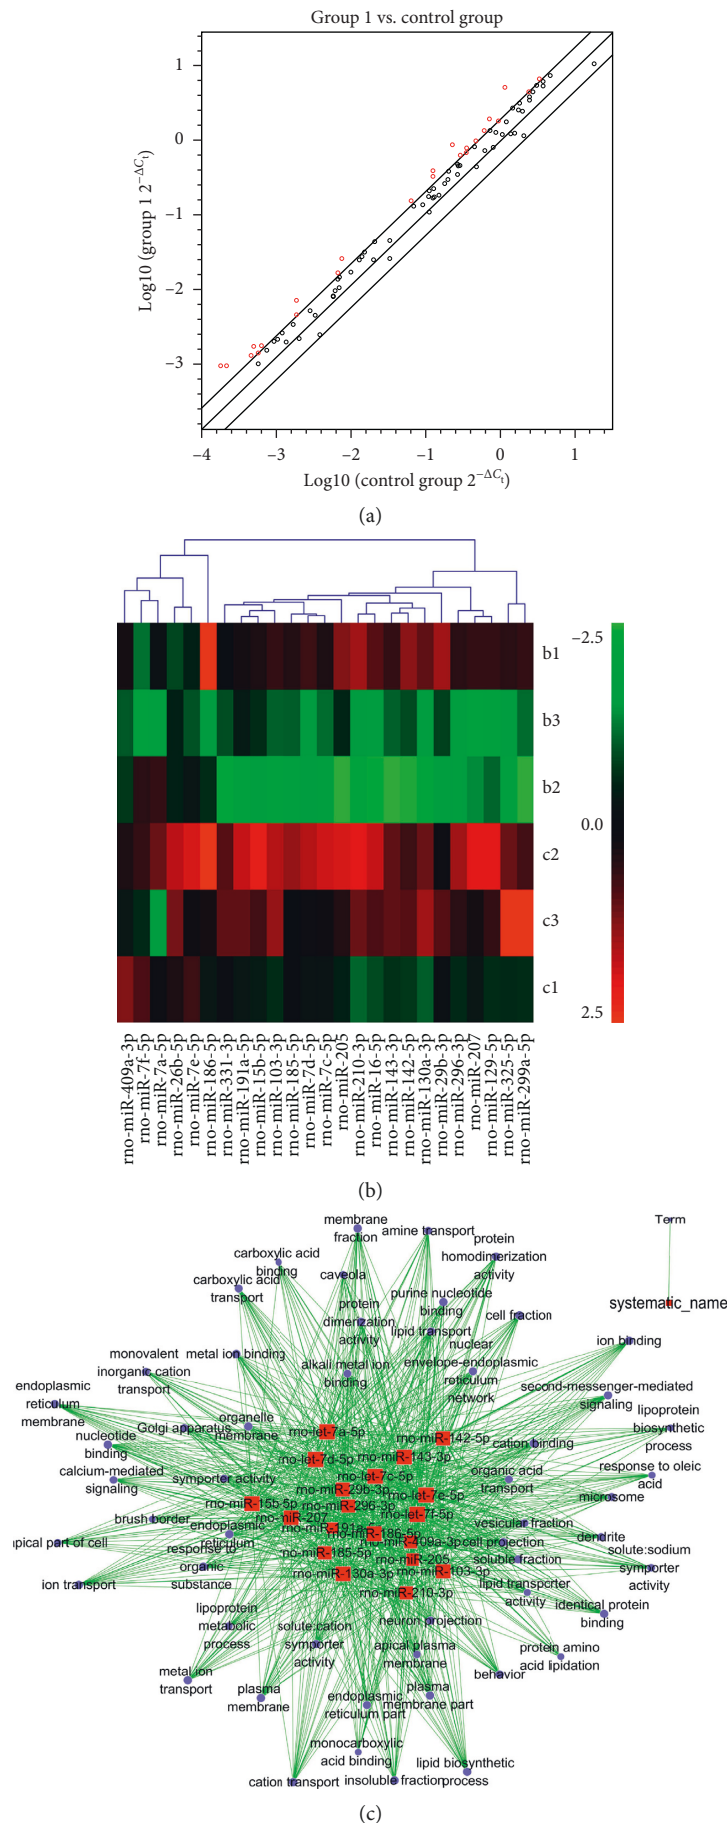 Group 1 vs. control group
Log10 (group 1 2−ΔCt)
1
0
−1
−2
−3
−4
−3
−2
−1
0
1
Log10 (control group 2−ΔCt)
(a)
b1
b3
b2
c2
c3
c1
−2.5
0.0
2.5
rno-miR-409a-3p
rno-miR-7f-5p
rno-miR-7a-5p
rno-miR-26b-5p
rno-miR-7e-5p
rno-miR-186-5p
rno-miR-331-3p
rno-miR-191a-5p
rno-miR-15b-5p
rno-miR-103-3p
rno-miR-185-5p
rno-miR-7d-5p
rno-miR-7c-5p
rno-miR-205
rno-miR-210-3p
rno-miR-16-5p
rno-miR-143-3p
rno-miR-142-5p
rno-miR-130a-3p
rno-miR-29b-3p
rno-miR-296-3p
rno-miR-207
rno-miR-129-5p
rno-miR-325-5p
rno-miR-299a-5p
(b)
Term
systematic_name
membrane
fraction
amine transport
protein
homodimerization
activity
carboxylic acid
binding
caveola
carboxylic acid
transport
purine nucleotide
binding
protein
dimerization
activity
lipid transport
cell fraction
nuclear
envelope-endoplasmic
reticulum
network
ion binding
monovalent
inorganic cation
transport
metal ion binding
alkali metal ion
binding
second-messenger-mediated
signaling
endoplasmic
reticulum
membrane
lipoprotein
biosynthetic
process
Golgi apparatus
organelle
membrane
rno-let-7a-5p
rno-miR-142-5p
cation binding
nucleotide
binding
rno-let-7d-5p
rno-miR-143-3p
calcium-mediated
signaling
symporter activity
rno-let-7c-5p
organic acid
transport
response to oleic
acid
rno-miR-29b-3p
rno-let-7e-5p
microsome
rno-miR-15b-5p
rno-miR-296-3p
rno-let-7f-5p
brush border
rno-miR-207
vesicular fraction
endoplasmic
reticulum
rno-miR-186-5p
dendrite
apical part of cell
rno-miR-409a-3p
cell projection
response to
organic
substance
rno-miR-185-5p
rno-miR-205
soluble fraction
solute:sodium
symporter
activity
ion transport
rno-miR-130a-3p
rno-miR-103-3p
lipid transporter
activity
rno-miR-210-3p
identical protein
binding
lipoprotein
metabolic
process
solute:cation
symporter
activity
neuron projection
apical plasma
membrane
protein amino
acid lipidation
metal ion
transport
behavior
plasma
membrane
endoplasmic
reticulum part
plasma
membrane part
monocarboxylic
acid binding
lipid biosynthetic
process
cation transport
insoluble fraction
(c)